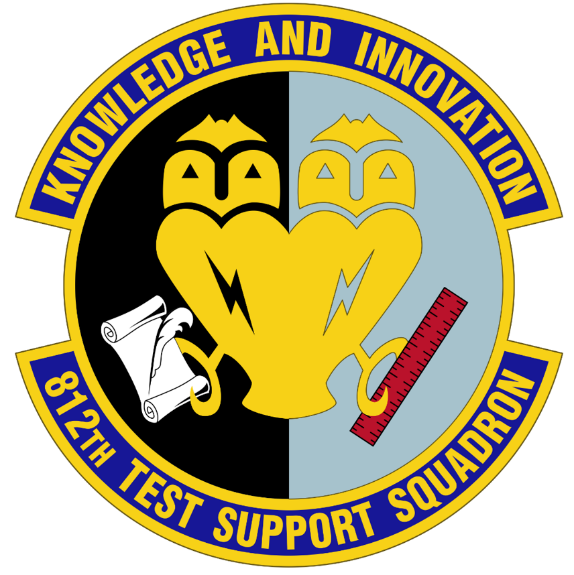 KNOWLEDGE AND INNOVATION
812TH TEST SUPPORT SQUADRON